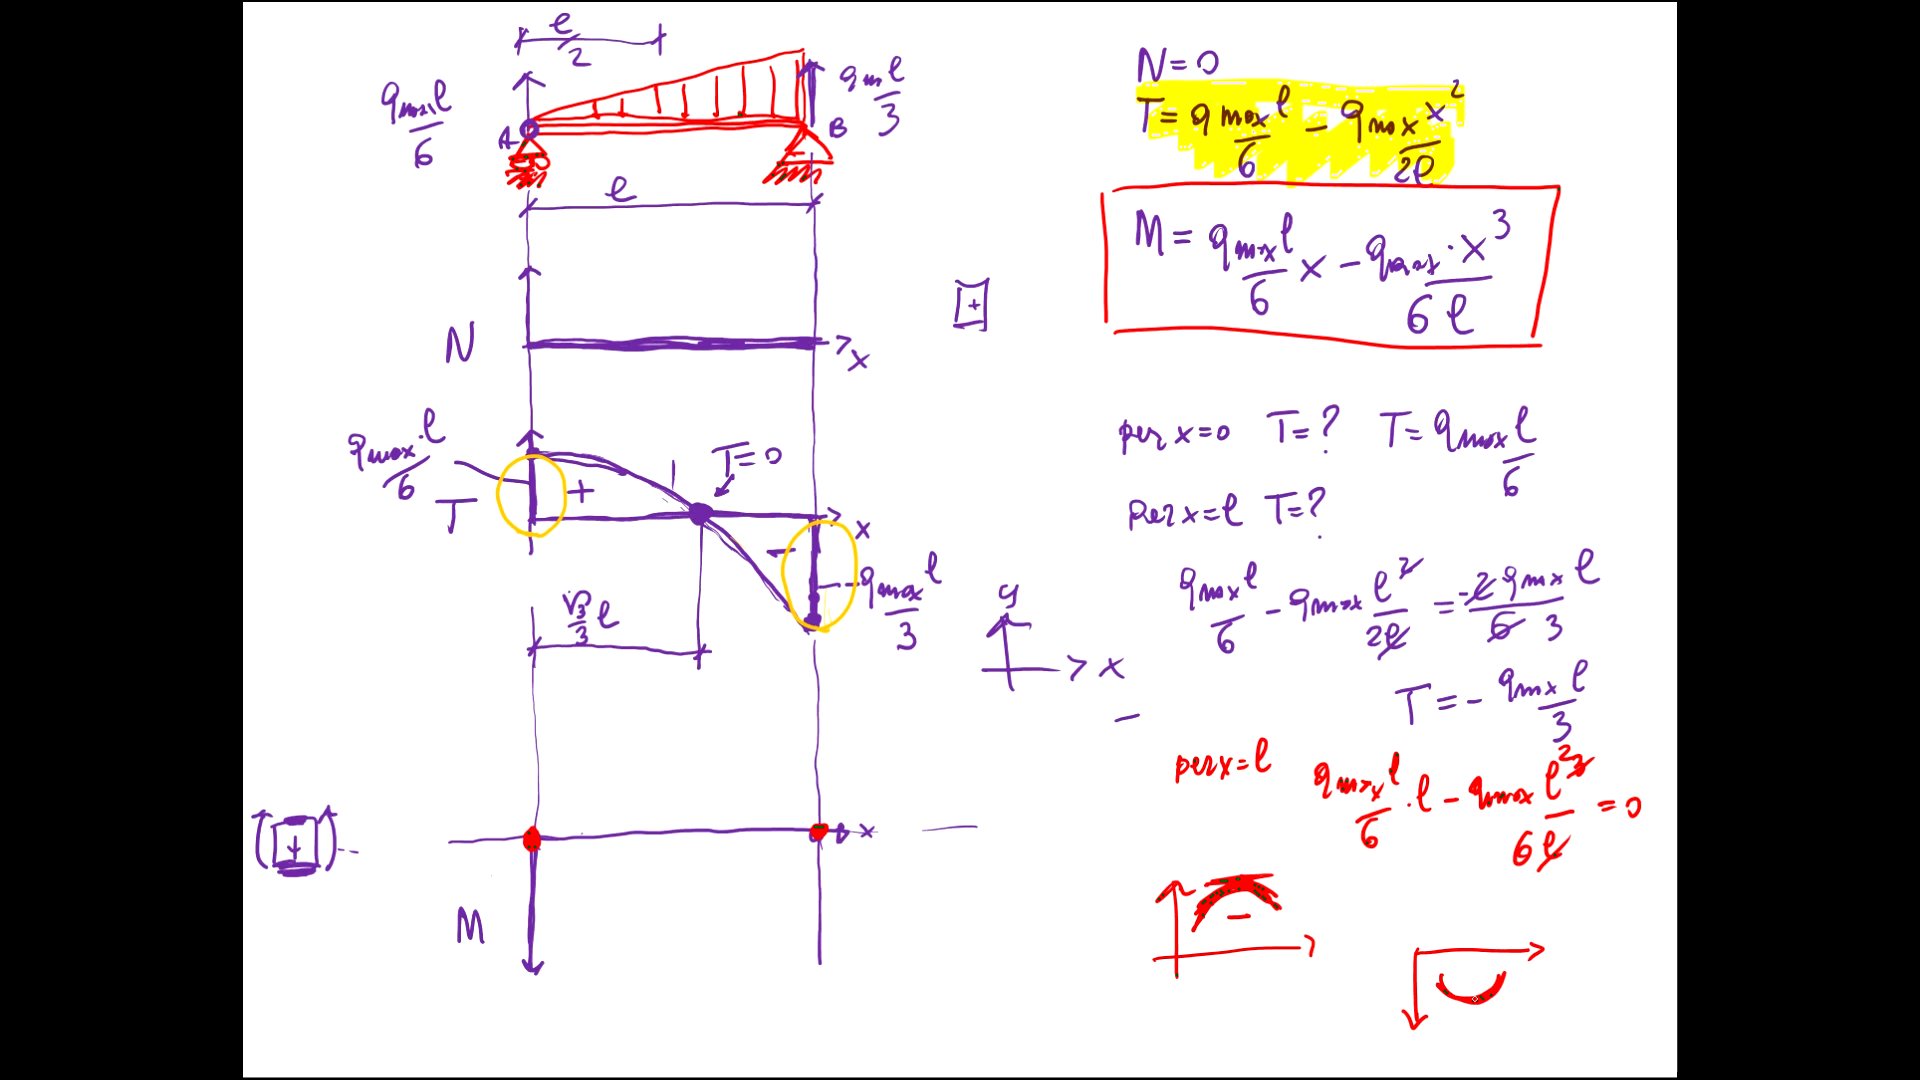 l/2
qmax l/6
qm l/3
A
B
l
N
x
+
qmax·l/6
T
+
T=0
x
−
qmax l/3
√3/3 l
y
x
x
M
N=0
T= qmax l/6 − qmax x²/2l
M= qmax l/6 x − qmax·x³/6l
per x=0 T=? T= qmax l/6
Per x=l T=?
qmax l/6 − qmax l²/2l = −2qmax l/6 3
T=− qmax l/3
per x=l qmax l/6 ·l − qmax l³/6l =0
−